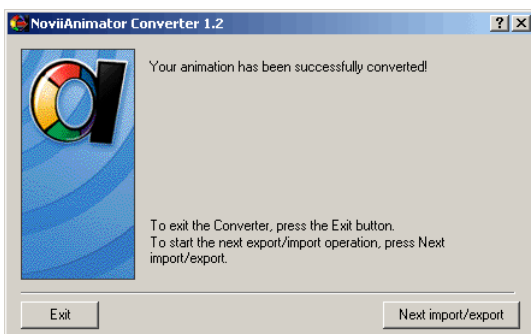 NoviiAnimator Converter 1.2
Your animation has been successfully converted!
To exit the Converter, press the Exit button.
To start the next export/import operation, press Next
import/export.
Exit
Next import/export